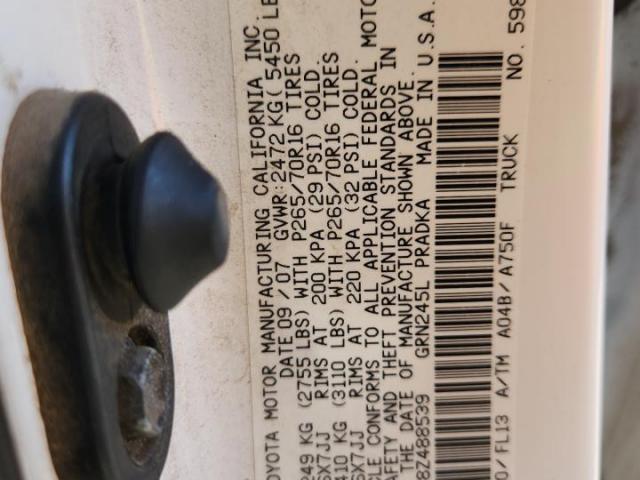 TOYOTA MOTOR MANUFACTURING CALIFORNIA INC.
DATE 09/07 GVWR: 2472 KG( 5450 LB
249 KG (2755 LBS) WITH P265/70R16 TIRES
6X7JJ RIMS AT 200 KPA (29 PSI) COLD.
410 KG (3110 LBS) WITH P265/70R16 TIRES
6X7JJ RIMS AT 220 KPA (32 PSI) COLD.
CLE CONFORMS TO ALL APPLICABLE FEDERAL MOTO
AFETY AND THEFT PREVENTION STANDARDS IN
THE DATE OF MANUFACTURE SHOWN ABOVE.
8Z488539 GRN245L PRADKA MADE IN U.S.A.
0/FL13 A/TM A04B/A750F TRUCK
NO. 598